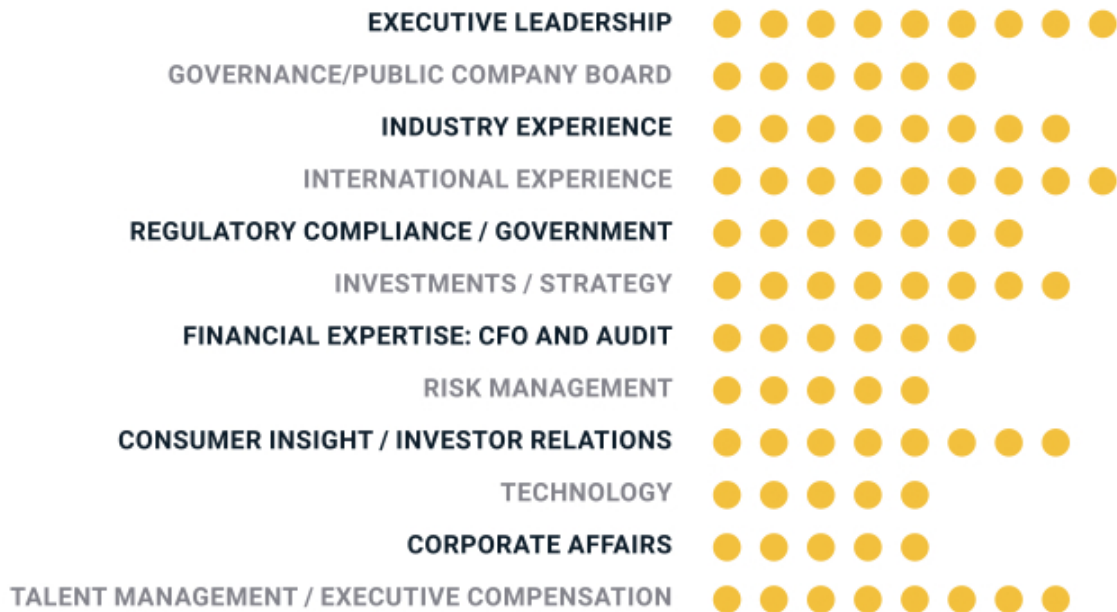 EXECUTIVE LEADERSHIP
GOVERNANCE/PUBLIC COMPANY BOARD
INDUSTRY EXPERIENCE
INTERNATIONAL EXPERIENCE
REGULATORY COMPLIANCE / GOVERNMENT
INVESTMENTS / STRATEGY
FINANCIAL EXPERTISE: CFO AND AUDIT
RISK MANAGEMENT
CONSUMER INSIGHT / INVESTOR RELATIONS
TECHNOLOGY
CORPORATE AFFAIRS
TALENT MANAGEMENT / EXECUTIVE COMPENSATION